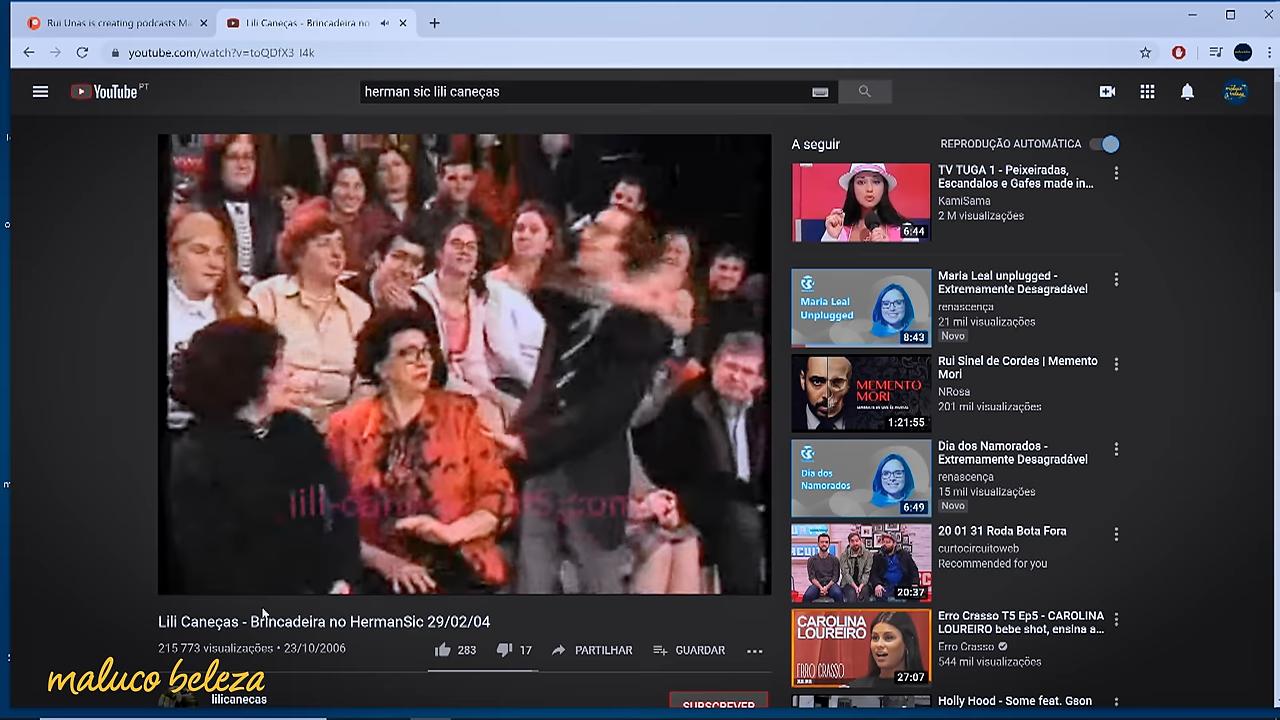 Rui Unas is creating podcasts Ma
Lili Caneças - Brincadeira no
youtube.com/watch?v=toQDfX3_l4k
YouTube PT
herman sic lili caneças
A seguir
REPRODUÇÃO AUTOMÁTICA
TV TUGA 1 - Peixeiradas,
Escandalos e Gafes made in...
KamiSama
2 M visualizações
6:44
Maria Leal
Unplugged
8:43
Maria Leal unplugged -
Extremamente Desagradável
renascença
21 mil visualizações
Novo
MEMENTO
MORI
1:21:55
Rui Sinel de Cordes | Memento
Mori
NRosa
201 mil visualizações
Dia dos
Namorados
6:49
Dia dos Namorados -
Extremamente Desagradável
renascença
15 mil visualizações
Novo
20:37
20 01 31 Roda Bota Fora
curtocircuitoweb
Recommended for you
CAROLINA
LOUREIRO
ERRO CRASSO
27:07
Erro Crasso T5 Ep5 - CAROLINA
LOUREIRO bebe shot, ensina a...
Erro Crasso
544 mil visualizações
Holly Hood - Some feat. Gson
Lili Caneças - Brincadeira no HermanSic 29/02/04
215 773 visualizações • 23/10/2006
283
17
PARTILHAR
GUARDAR
maluco beleza
lilicanecas
SUBSCREVER